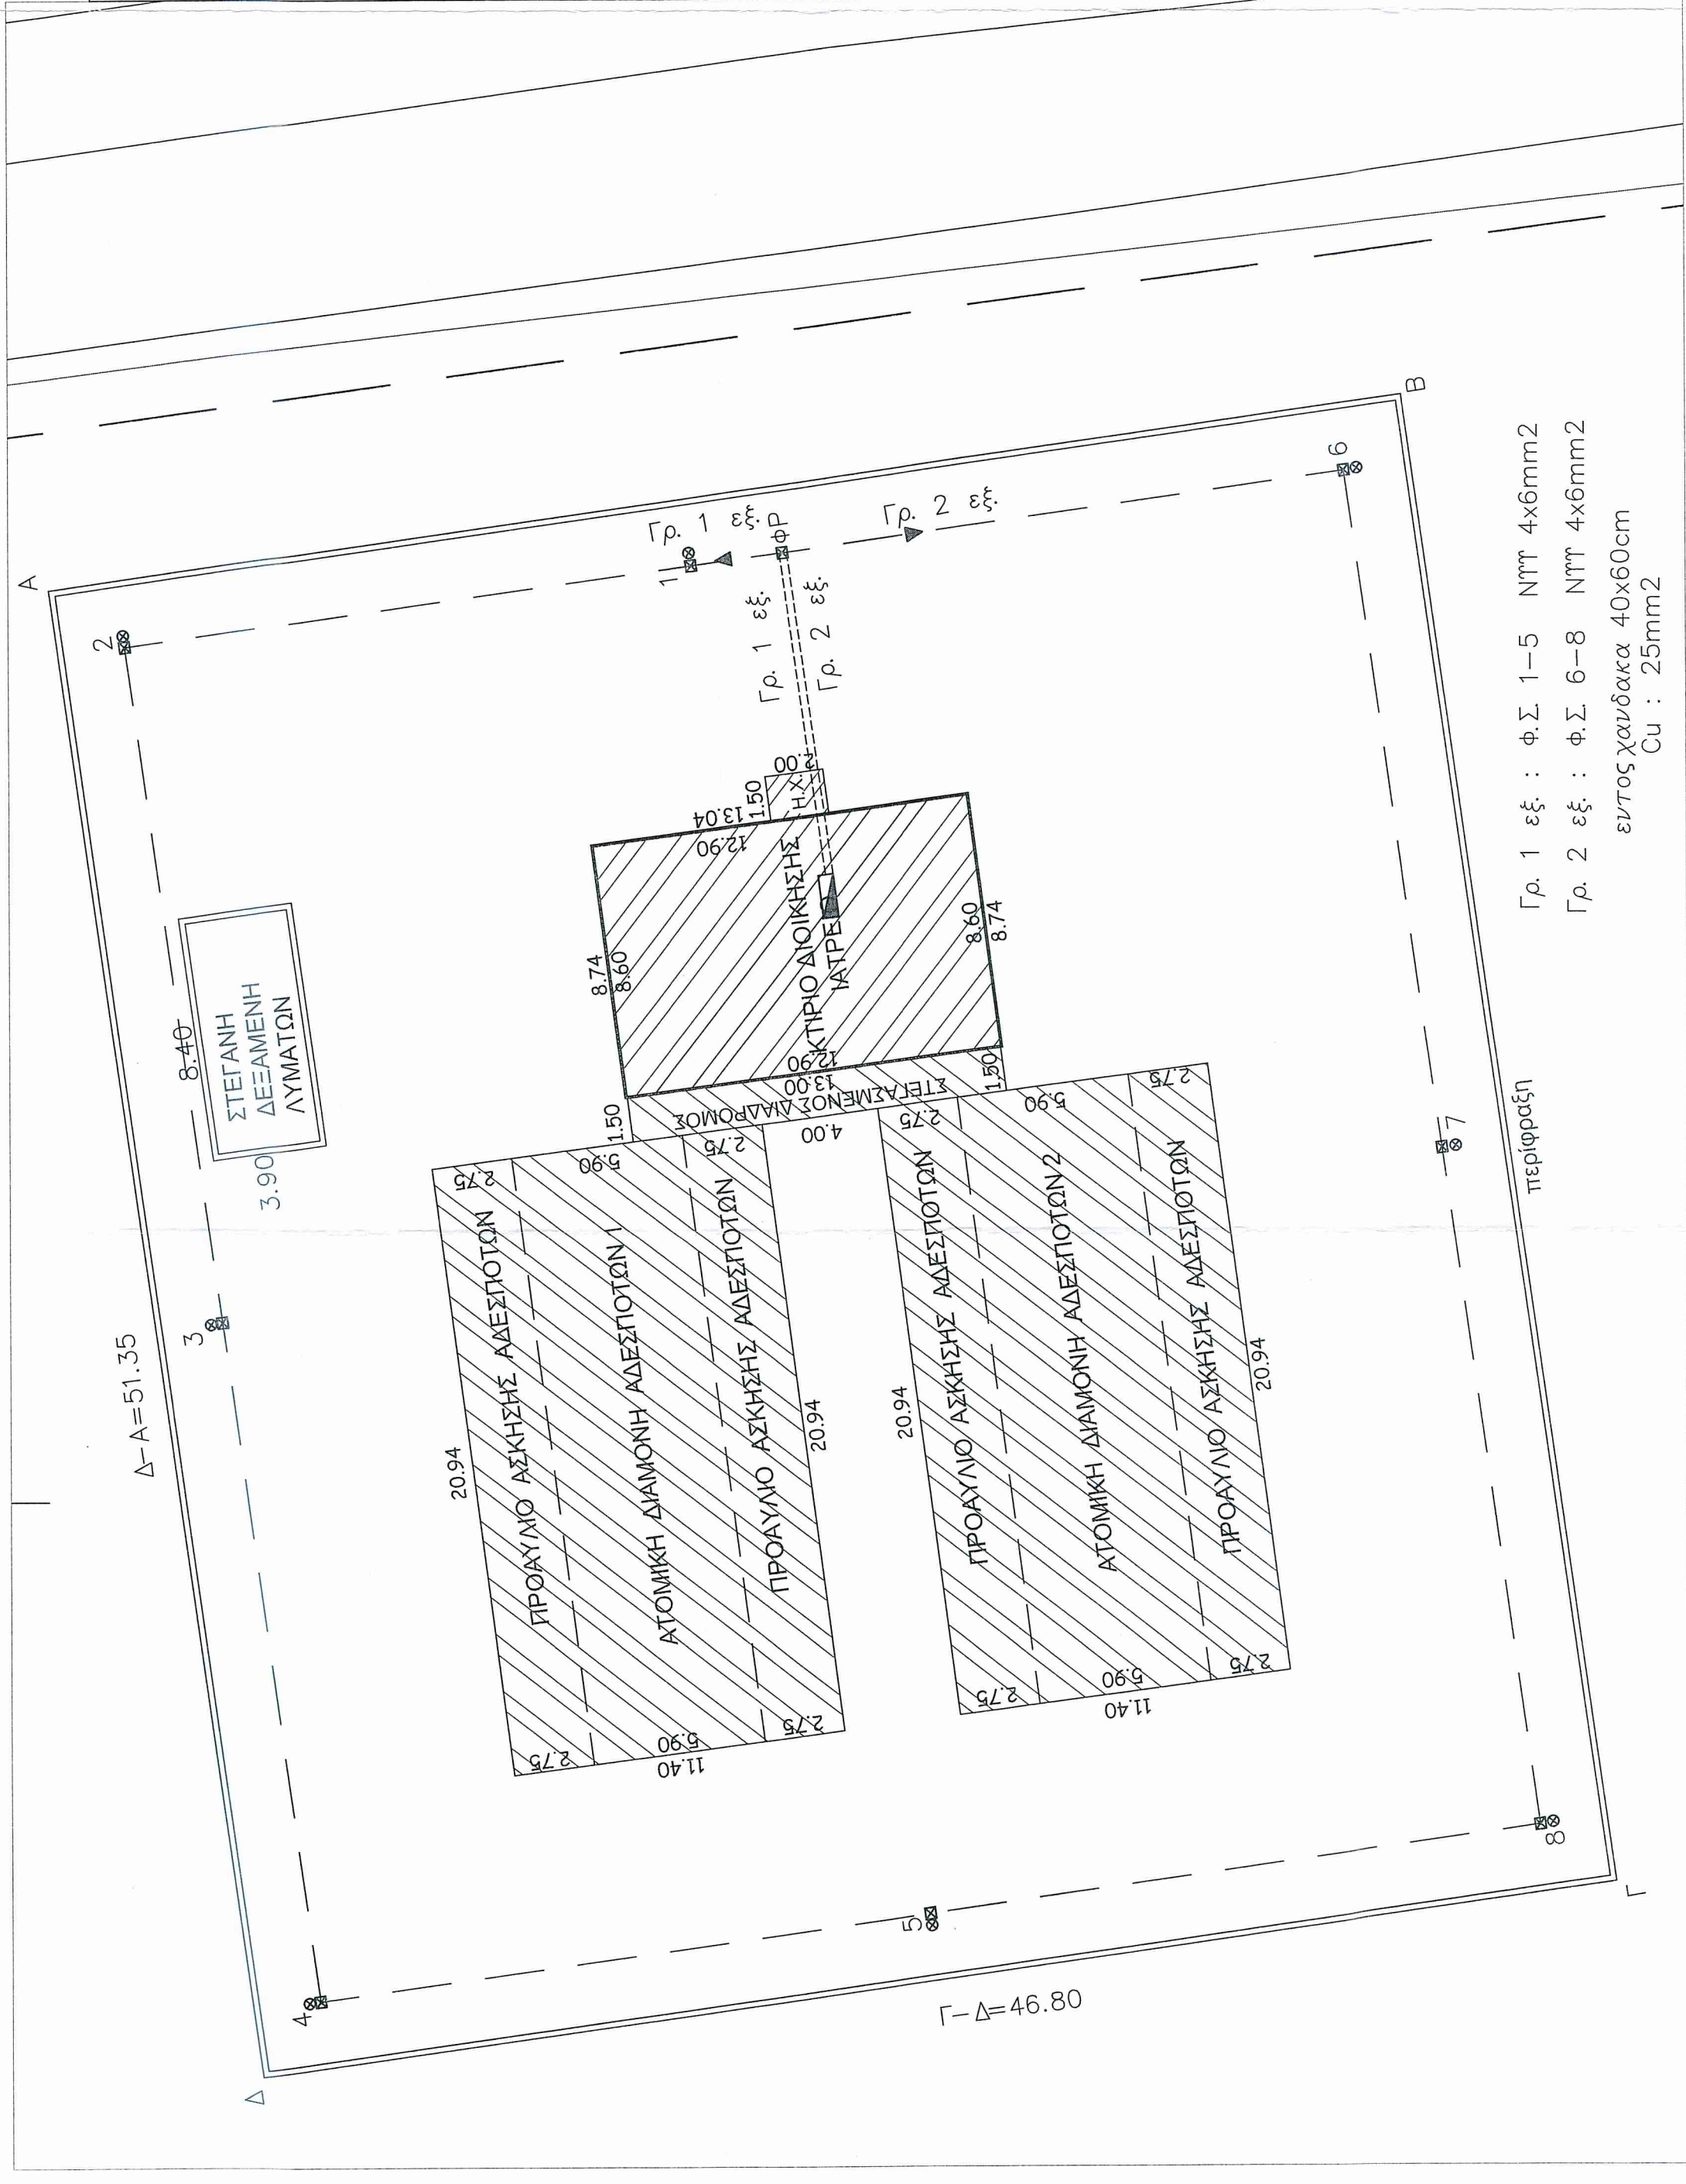 Δ-Α=51.35
Γ-Δ=46.80
Α
Β
Γ
Δ
1
2
3
4
5
6
7
8
8.40
3.90
ΣΤΕΓΑΝΗ
ΔΕΞΑΜΕΝΗ
ΛΥΜΑΤΩΝ
Γρ. 1 εξ.
ΦΡ
Γρ. 2 εξ.
Γρ. 1 εξ.
Γρ. 2 εξ.
2.00
1.50
Η.Χ.
13.04
12.90
8.74
8.60
ΚΤΙΡΙΟ ΔΙΟΙΚΗΣΗΣ
8.60
8.74
12.90
13.00
ΣΤΕΓΑΣΜΕΝΟΣ ΔΙΑΔΡΟΜΟΣ
1.50
1,50
4.00
2.75
5.90
2.75
20.94
ΠΡΟΑΥΛΙΟ ΑΣΚΗΣΗΣ ΑΔΕΣΠΟΤΩΝ
ΑΤΟΜΙΚΗ ΔΙΑΜΟΝΗ ΑΔΕΣΠΟΤΩΝ 1
ΠΡΟΑΥΛΙΟ ΑΣΚΗΣΗΣ ΑΔΕΣΠΟΤΩΝ
20.94
2.75
5.90
2.75
11.40
2.75
5.90
2.75
20.94
ΠΡΟΑΥΛΙΟ ΑΣΚΗΣΗΣ ΑΔΕΣΠΟΤΩΝ
ΑΤΟΜΙΚΗ ΔΙΑΜΟΝΗ ΑΔΕΣΠΟΤΩΝ 2
ΠΡΟΑΥΛΙΟ ΑΣΚΗΣΗΣ ΑΔΕΣΠΟΤΩΝ
20.94
2.75
5.90
2.75
11.40
περίφραξη
Γρ. 1 εξ. : Φ.Σ. 1-5 ΝΥΥ 4x6mm2
Γρ. 2 εξ. : Φ.Σ. 6-8 ΝΥΥ 4x6mm2
εντος χανδακα 40x60cm
Cu : 25mm2